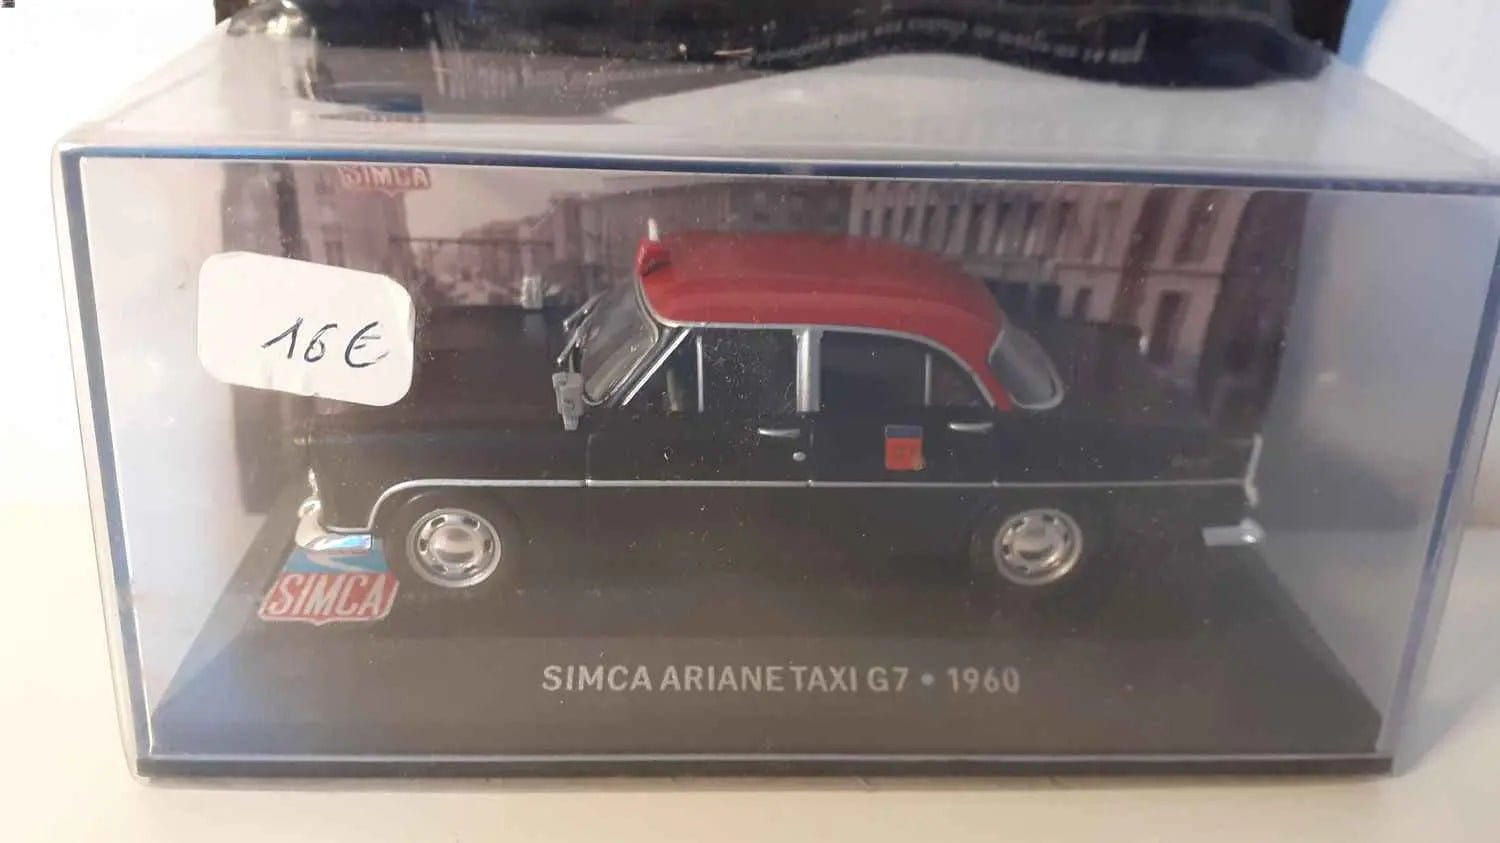 SIMCA
16€
SIMCA
SIMCA ARIANE TAXI G7 • 1960